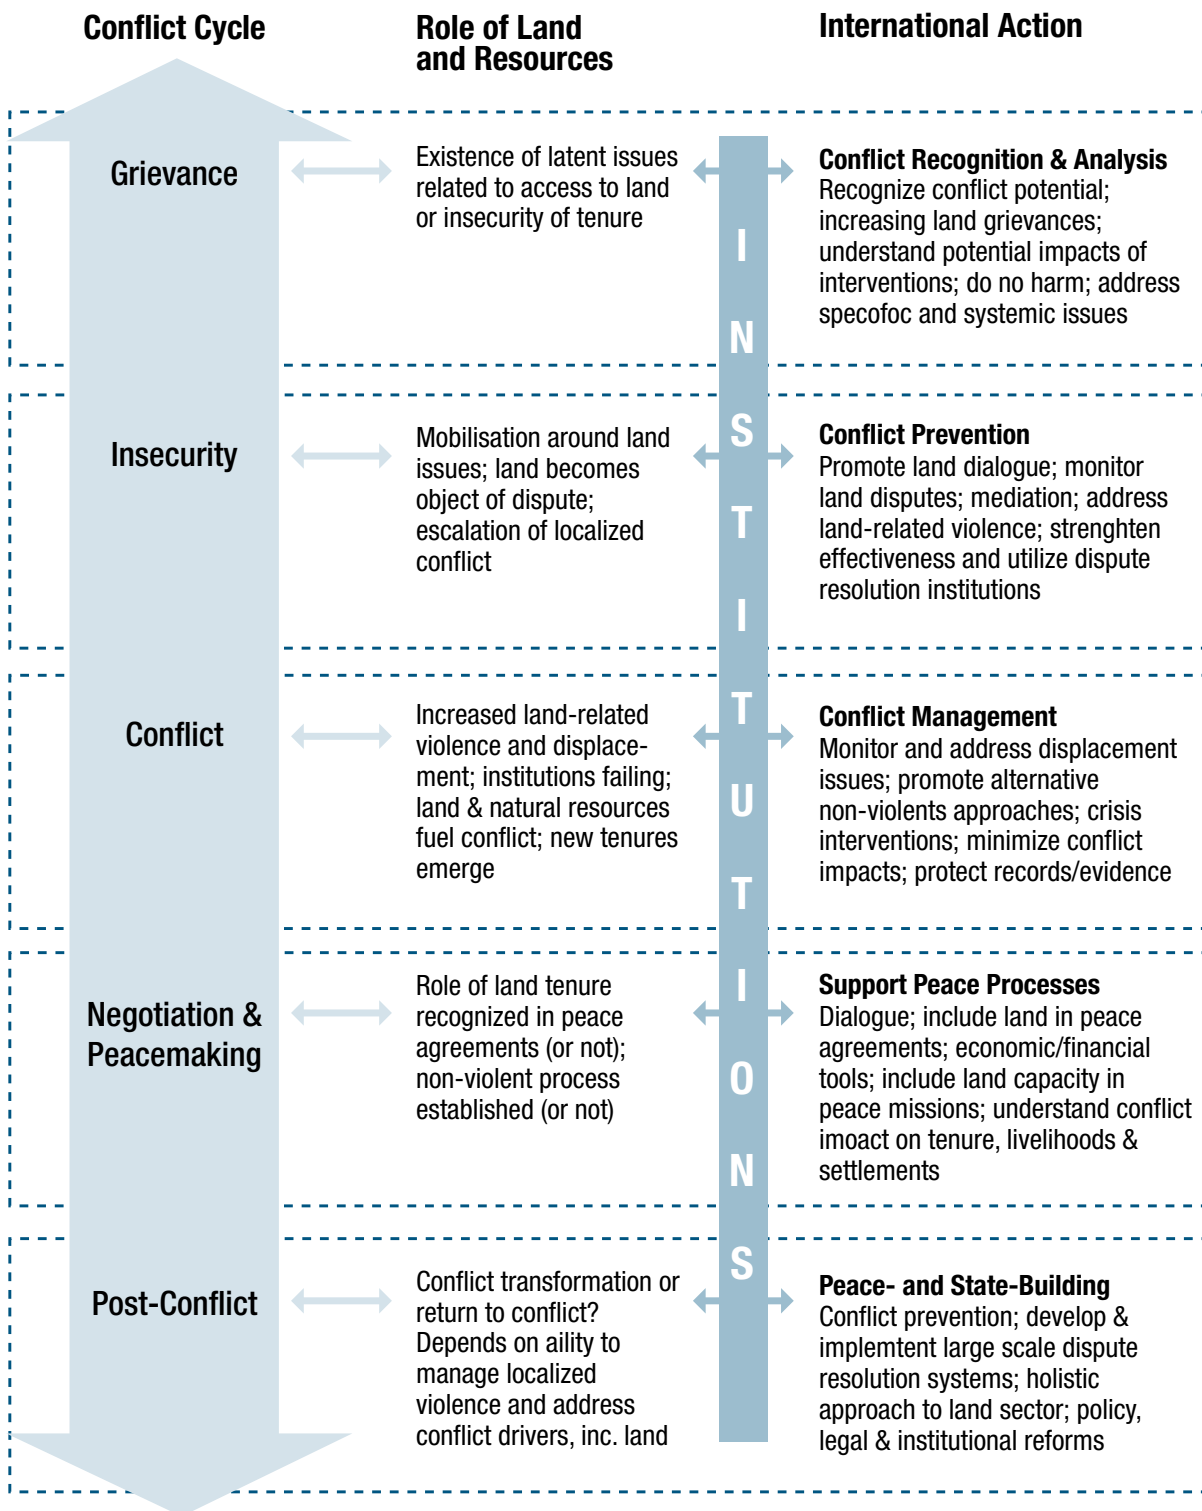 Conflict Cycle
Role of Land
and Resources
International Action
Grievance
Existence of latent issues
related to access to land
or insecurity of tenure
Conflict Recognition & Analysis
Recognize conflict potential;
increasing land grievances;
understand potential impacts of
interventions; do no harm; address
specofoc and systemic issues
Insecurity
Mobilisation around land
issues; land becomes
object of dispute;
escalation of localized
conflict
Conflict Prevention
Promote land dialogue; monitor
land disputes; mediation; address
land-related violence; strenghten
effectiveness and utilize dispute
resolution institutions
Conflict
Increased land-related
violence and displace-
ment; institutions failing;
land & natural resources
fuel conflict; new tenures
emerge
Conflict Management
Monitor and address displacement
issues; promote alternative
non-violents approaches; crisis
interventions; minimize conflict
impacts; protect records/evidence
Negotiation &
Peacemaking
Role of land tenure
recognized in peace
agreements (or not);
non-violent process
established (or not)
Support Peace Processes
Dialogue; include land in peace
agreements; economic/financial
tools; include land capacity in
peace missions; understand conflict
imoact on tenure, livelihoods &
settlements
Post-Conflict
Conflict transformation or
return to conflict?
Depends on aility to
manage localized
violence and address
conflict drivers, inc. land
Peace- and State-Building
Conflict prevention; develop &
implemtent large scale dispute
resolution systems; holistic
approach to land sector; policy,
legal & institutional reforms
INSTITUTIONS